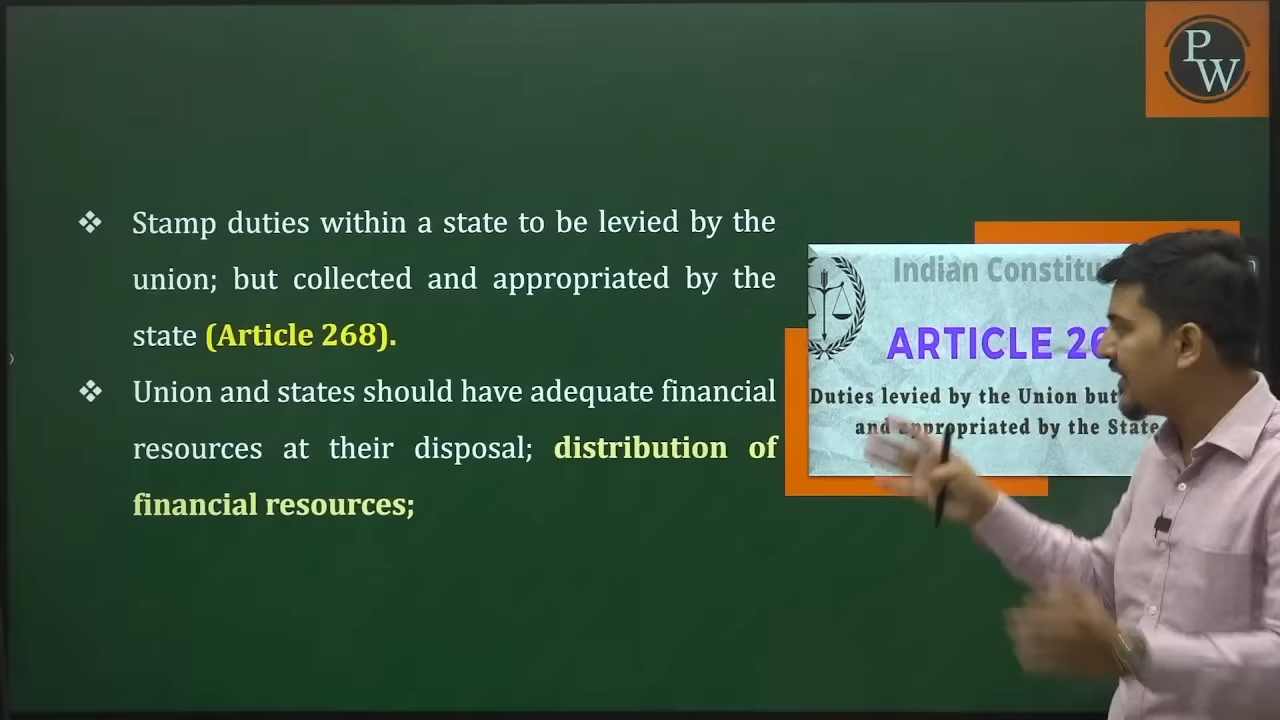 PW
Stamp duties within a state to be levied by the
union; but collected and appropriated by the
state (Article 268).
Union and states should have adequate financial
resources at their disposal; distribution of
financial resources;
Indian
ARTICLE
Duties levied by the Union but
and appropriated by the State